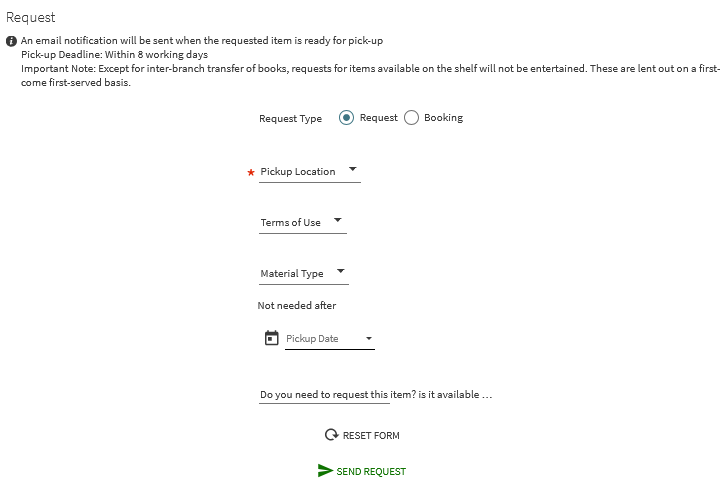 Request
An email notification will be sent when the requested item is ready for pick-up
Pick-up Deadline: Within 8 working days
Important Note: Except for inter-branch transfer of books, requests for items available on the shelf will not be entertained. These are lent out on a first-
come first-served basis.
Request Type Request Booking
* Pickup Location
Terms of Use
Material Type
Not needed after
Pickup Date
Do you need to request this item? is it available ...
RESET FORM
SEND REQUEST